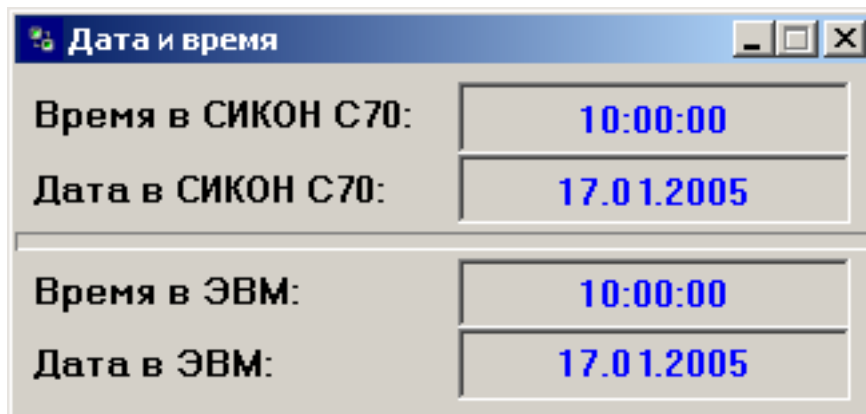 Дата и время
Время в СИКОН С70: 10:00:00
Дата в СИКОН С70: 17.01.2005
Время в ЭВМ: 10:00:00
Дата в ЭВМ: 17.01.2005